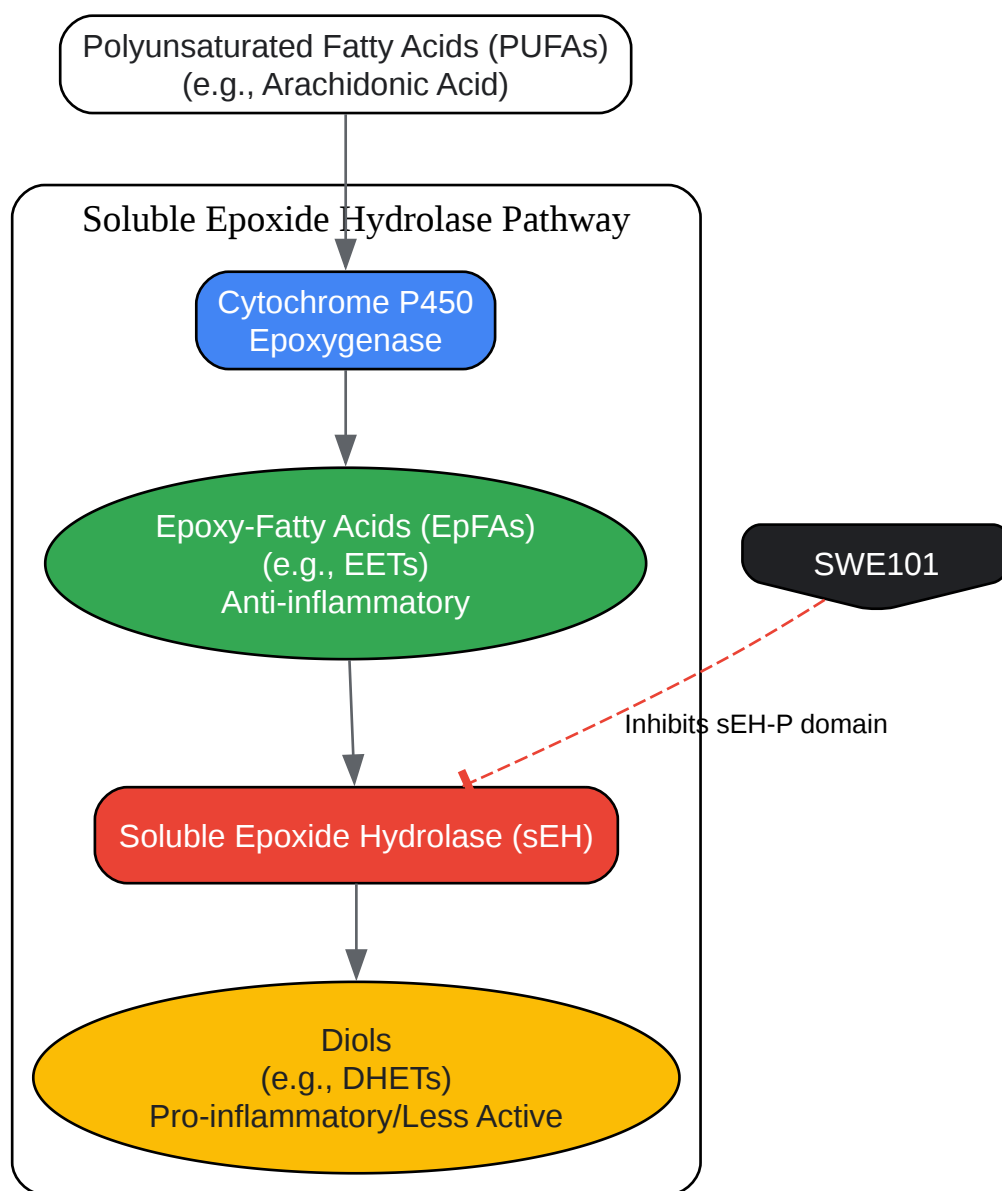 Polyunsaturated Fatty Acids (PUFAs)
(e.g., Arachidonic Acid)
Soluble Epoxide Hydrolase Pathway
Cytochrome P450
Epoxygenase
Epoxy-Fatty Acids (EpFAs)
(e.g., EETs)
Anti-inflammatory
SWE101
Inhibits sEH-P domain
Soluble Epoxide Hydrolase (sEH)
Diols
(e.g., DHETs)
Pro-inflammatory/Less Active